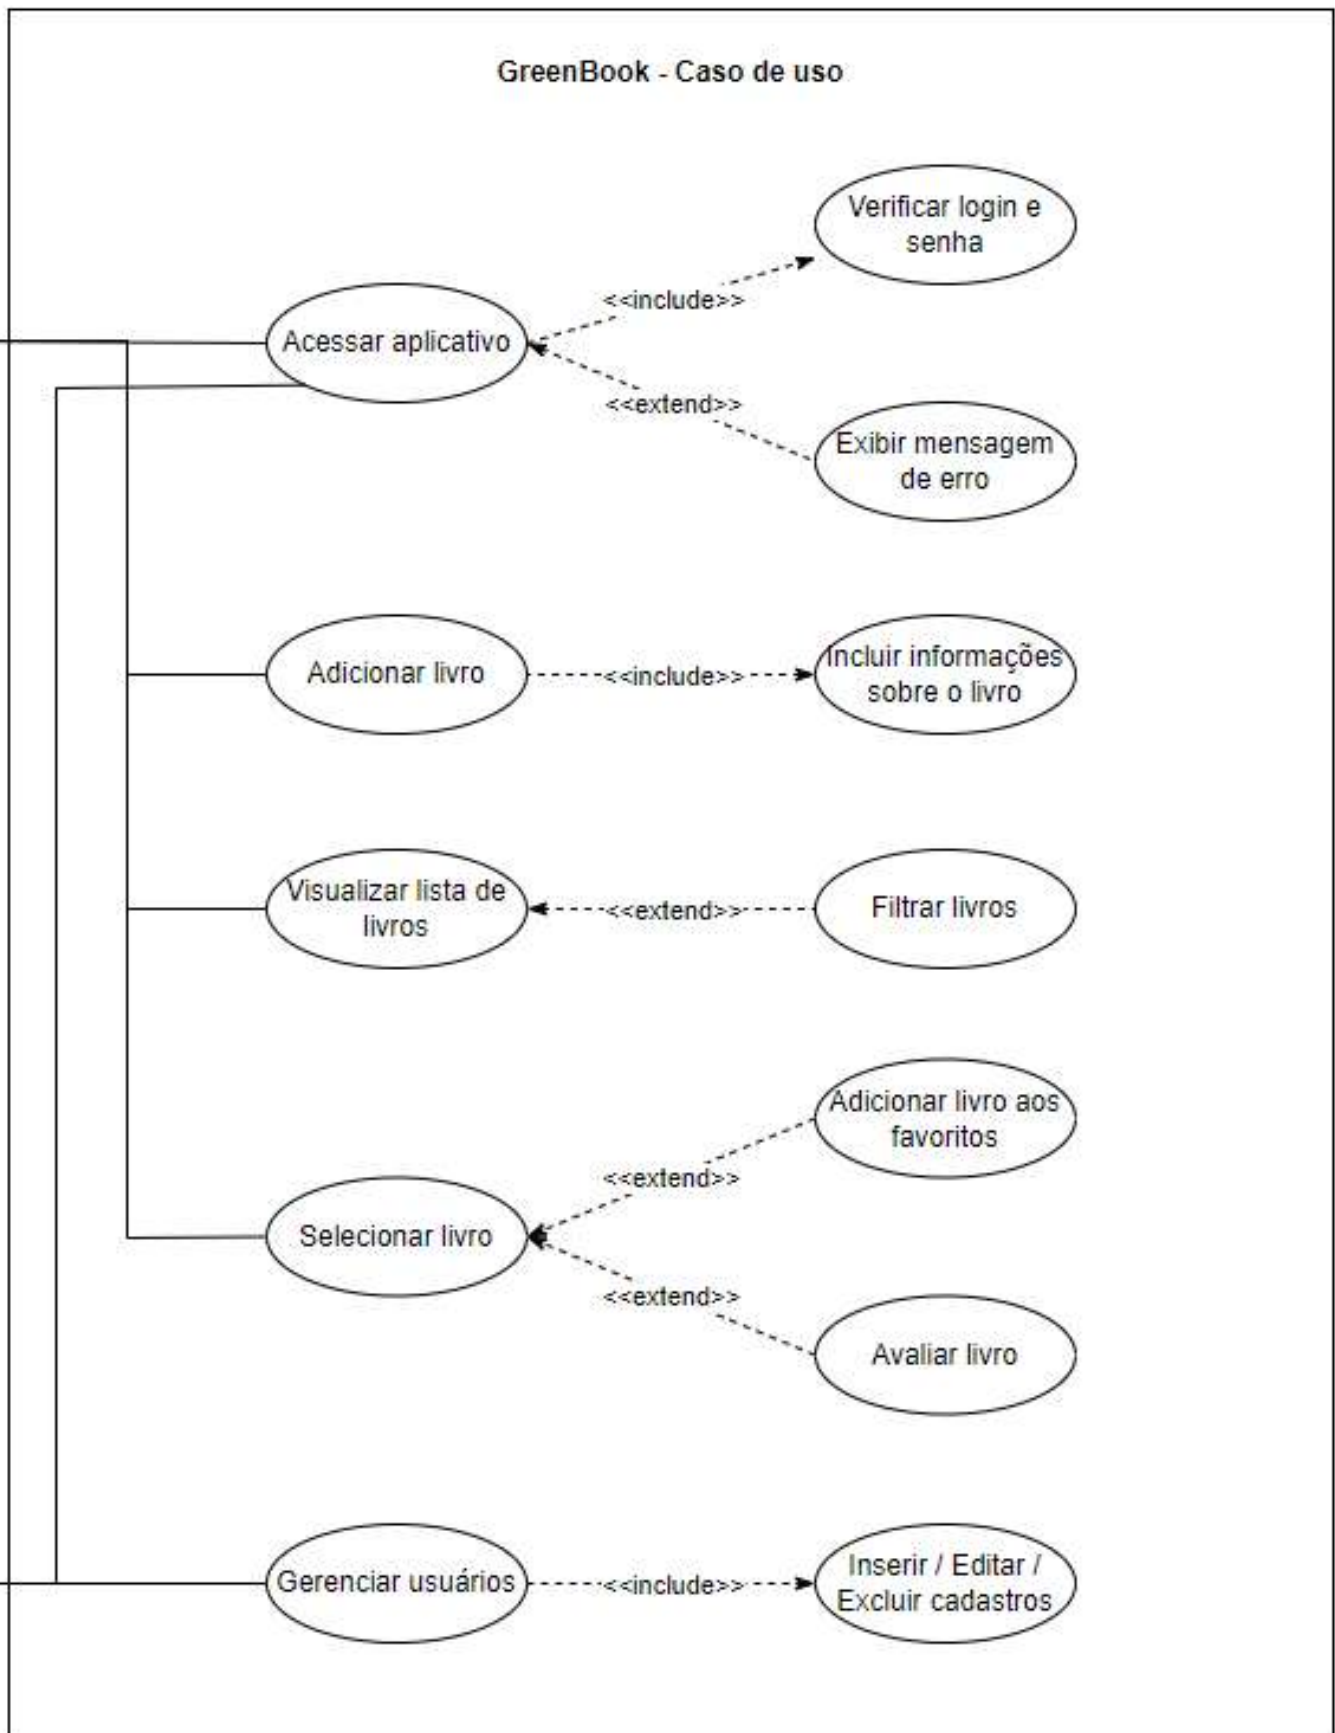 GreenBook - Caso de uso
Verificar login e
senha
<<include>>
Acessar aplicativo
<<extend>>
Exibir mensagem
de erro
Adicionar livro
<<include>>
Incluir informações
sobre o livro
Visualizar lista de
livros
<<extend>>
Filtrar livros
Adicionar livro aos
favoritos
<<extend>>
Selecionar livro
<<extend>>
Avaliar livro
Gerenciar usuários
<<include>>
Inserir / Editar /
Excluir cadastros